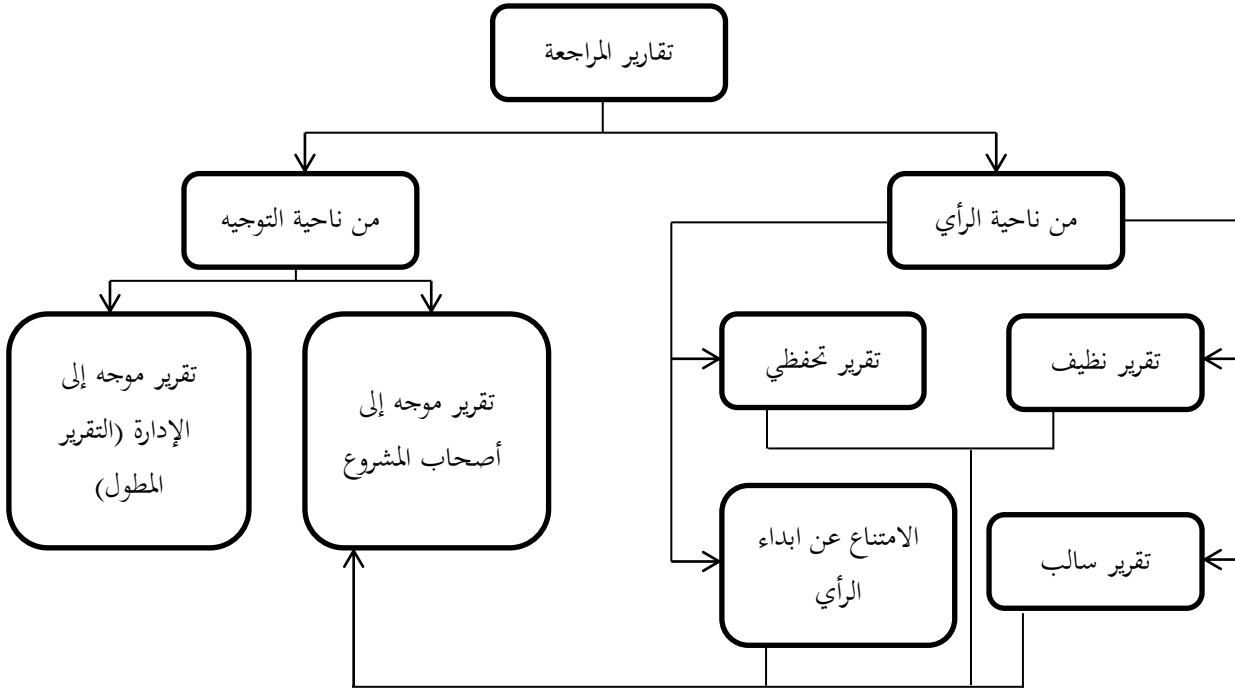 تقارير المراجعة
من ناحية الرأي
من ناحية التوجيه
تقرير نظيف
تقرير تحفظي
تقرير موجه إلى
أصحاب المشروع
تقرير موجه إلى
الإدارة (التقرير
المطول)
تقرير سالب
الامتناع عن ابداء
الرأي